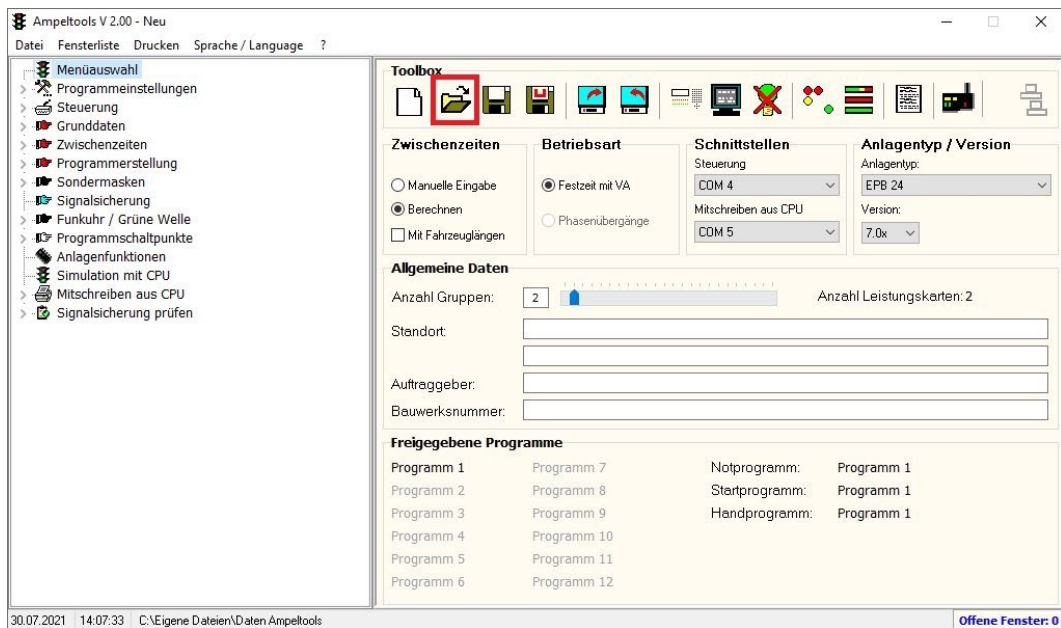 Ampeltools V 2.00 - Neu
Datei Fensterliste Drucken Sprache / Language ?
Menüauswahl
Programmeinstellungen
Steuerung
Grunddaten
Zwischenzeiten
Programmerstellung
Sondermasken
Signalsicherung
Funkuhr / Grüne Welle
Programmschaltpunkte
Anlagenfunktionen
Simulation mit CPU
Mitschreiben aus CPU
Signalsicherung prüfen
Toolbox
Zwischenzeiten
Manuelle Eingabe
Berechnen
Mit Fahrzeuglängen
Betriebsart
Festzeit mit VA
Phasenübergänge
Schnittstellen
Steuerung
COM 4
Mitschreiben aus CPU
COM 5
Anlagentyp / Version
Anlagentyp:
EPB 24
Version:
7.0x
Allgemeine Daten
Anzahl Gruppen: 2 Anzahl Leistungskarten: 2
Standort:
Auftraggeber:
Bauwerksnummer:
Freigegebene Programme
Programm 1 Programm 7 Notprogramm: Programm 1
Programm 2 Programm 8 Startprogramm: Programm 1
Programm 3 Programm 9 Handprogramm: Programm 1
Programm 4 Programm 10
Programm 5 Programm 11
Programm 6 Programm 12
30.07.2021 14:07:33 C:\Eigene Dateien\Daten Ampeltools Offene Fenster: 0